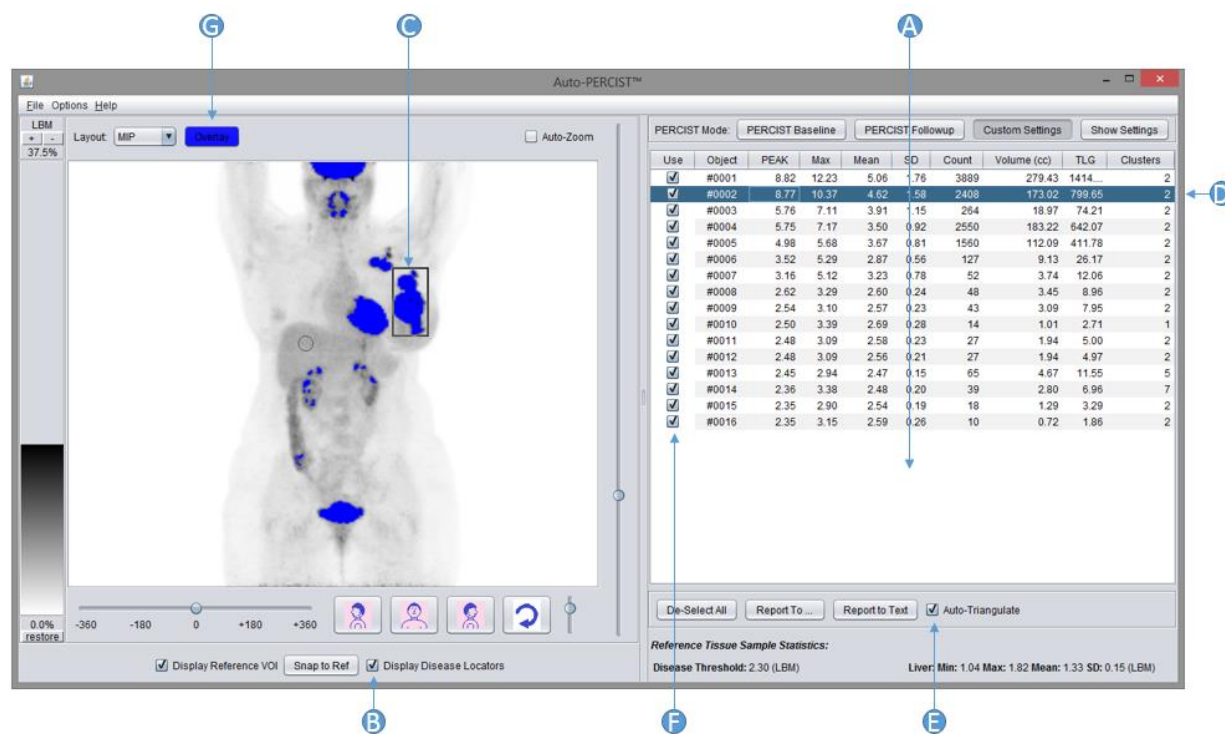 G
C
A
Auto-PERCIST™
File Options Help
LBM
+ -
37.5%
Layout: MIP
Overlay
Auto-Zoom
PERCIST Mode: PERCIST Baseline PERCIST Followup Custom Settings Show Settings
Use Object PEAK Max Mean SD Count Volume (cc) TLG Clusters
#0001 8.82 12.23 5.06 1.76 3889 279.43 1414.... 2
#0002 8.77 10.37 4.62 1.58 2408 173.02 799.65 2
D
#0003 5.76 7.11 3.91 1.15 264 18.97 74.21 2
#0004 5.75 7.17 3.50 0.92 2550 183.22 642.07 2
#0005 4.98 5.68 3.67 0.81 1560 112.09 411.78 2
#0006 3.52 5.29 2.87 0.56 127 9.13 26.17 2
#0007 3.16 5.12 3.23 0.78 52 3.74 12.06 2
#0008 2.62 3.29 2.60 0.24 48 3.45 8.96 2
#0009 2.54 3.10 2.57 0.23 43 3.09 7.95 2
#0010 2.50 3.39 2.69 0.28 14 1.01 2.71 1
#0011 2.48 3.09 2.58 0.23 27 1.94 5.00 2
#0012 2.48 3.09 2.56 0.21 27 1.94 4.97 2
#0013 2.45 2.94 2.47 0.15 65 4.67 11.55 5
#0014 2.36 3.38 2.48 0.20 39 2.80 6.96 7
#0015 2.35 2.90 2.54 0.19 18 1.29 3.29 2
#0016 2.35 3.15 2.59 0.26 10 0.72 1.86 2
0.0%
restore
-360 -180 0 +180 +360
De-Select All Report To ... Report to Text Auto-Triangulate
Display Reference VOI Snap to Ref Display Disease Locators
Reference Tissue Sample Statistics:
Disease Threshold: 2.30 (LBM) Liver: Min: 1.04 Max: 1.82 Mean: 1.33 SD: 0.15 (LBM)
B
F
E